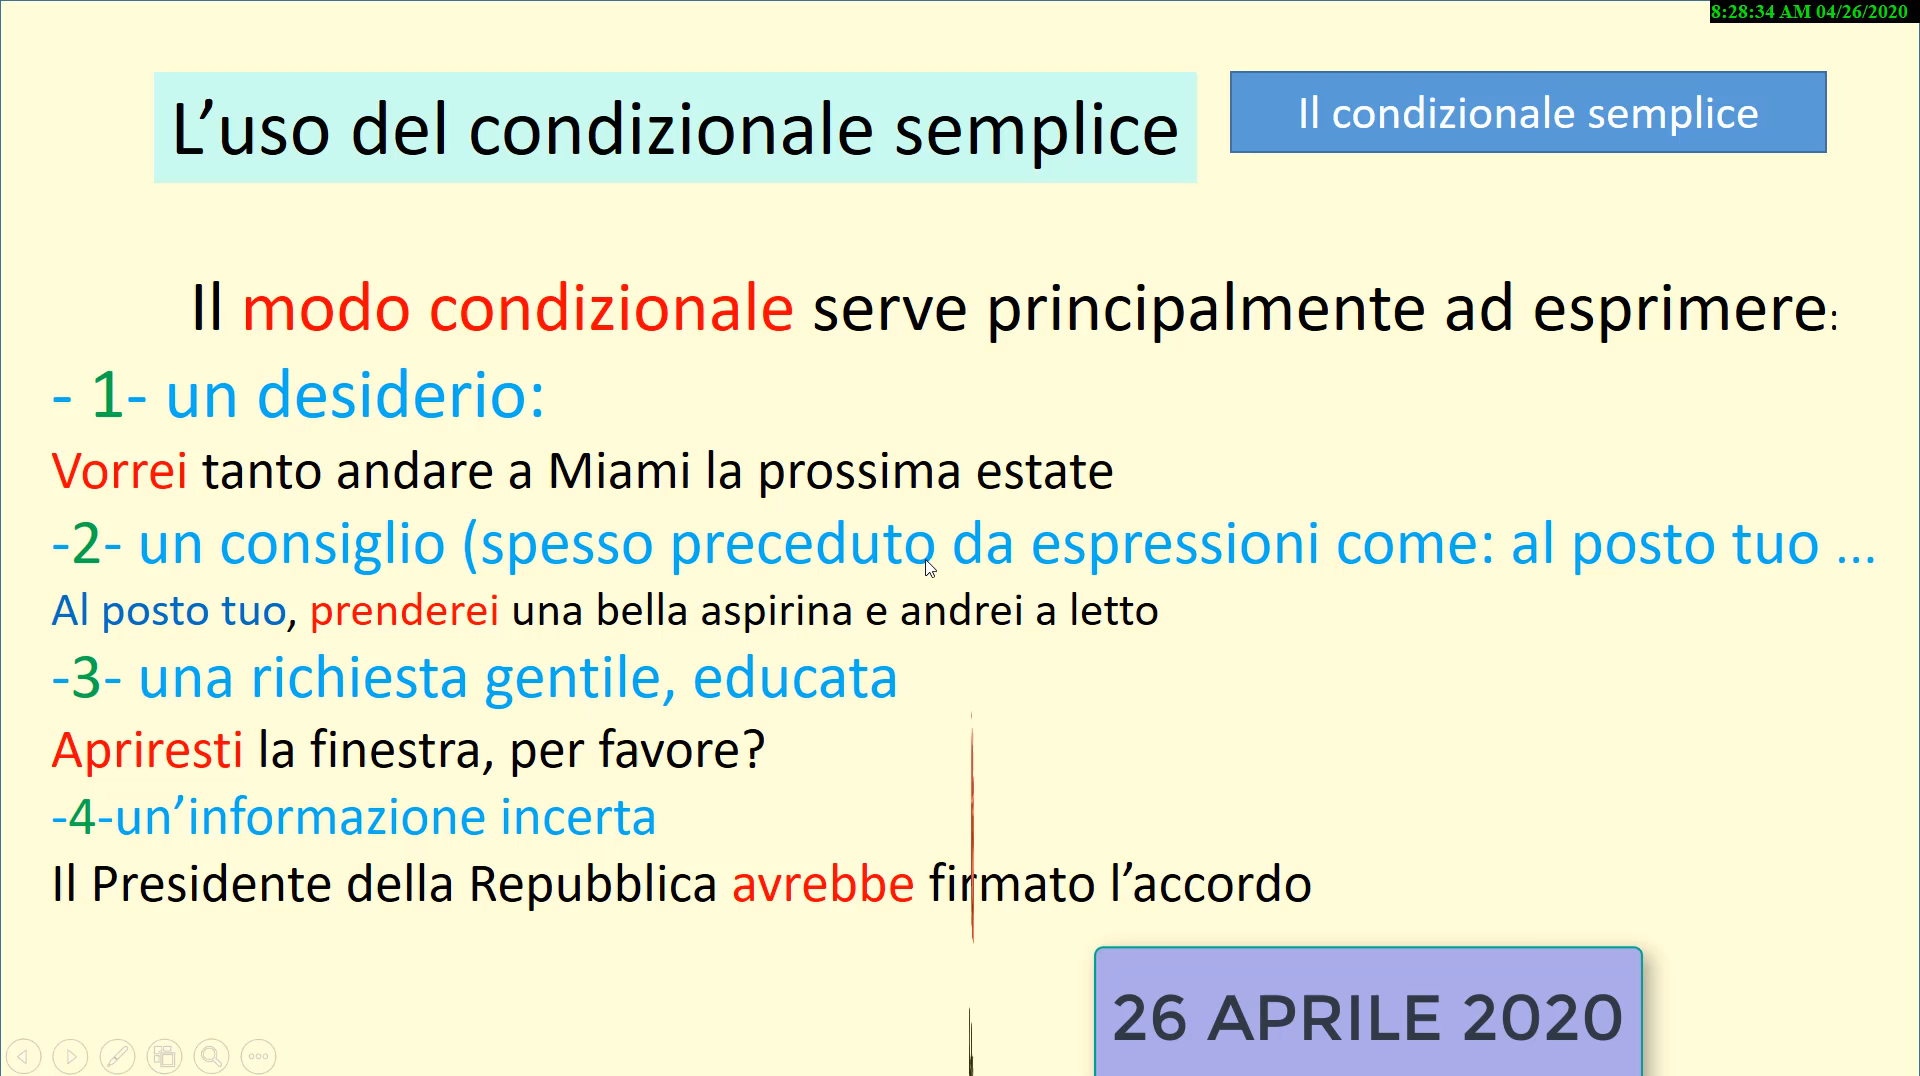 8:28:34 AM 04/26/2020
L’uso del condizionale semplice
Il condizionale semplice
Il modo condizionale serve principalmente ad esprimere:
- 1- un desiderio:
Vorrei tanto andare a Miami la prossima estate
-2- un consiglio (spesso preceduto da espressioni come: al posto tuo ...
Al posto tuo, prenderei una bella aspirina e andrei a letto
-3- una richiesta gentile, educata
Apriresti la finestra, per favore?
-4-un’informazione incerta
Il Presidente della Repubblica avrebbe firmato l’accordo
26 APRILE 2020